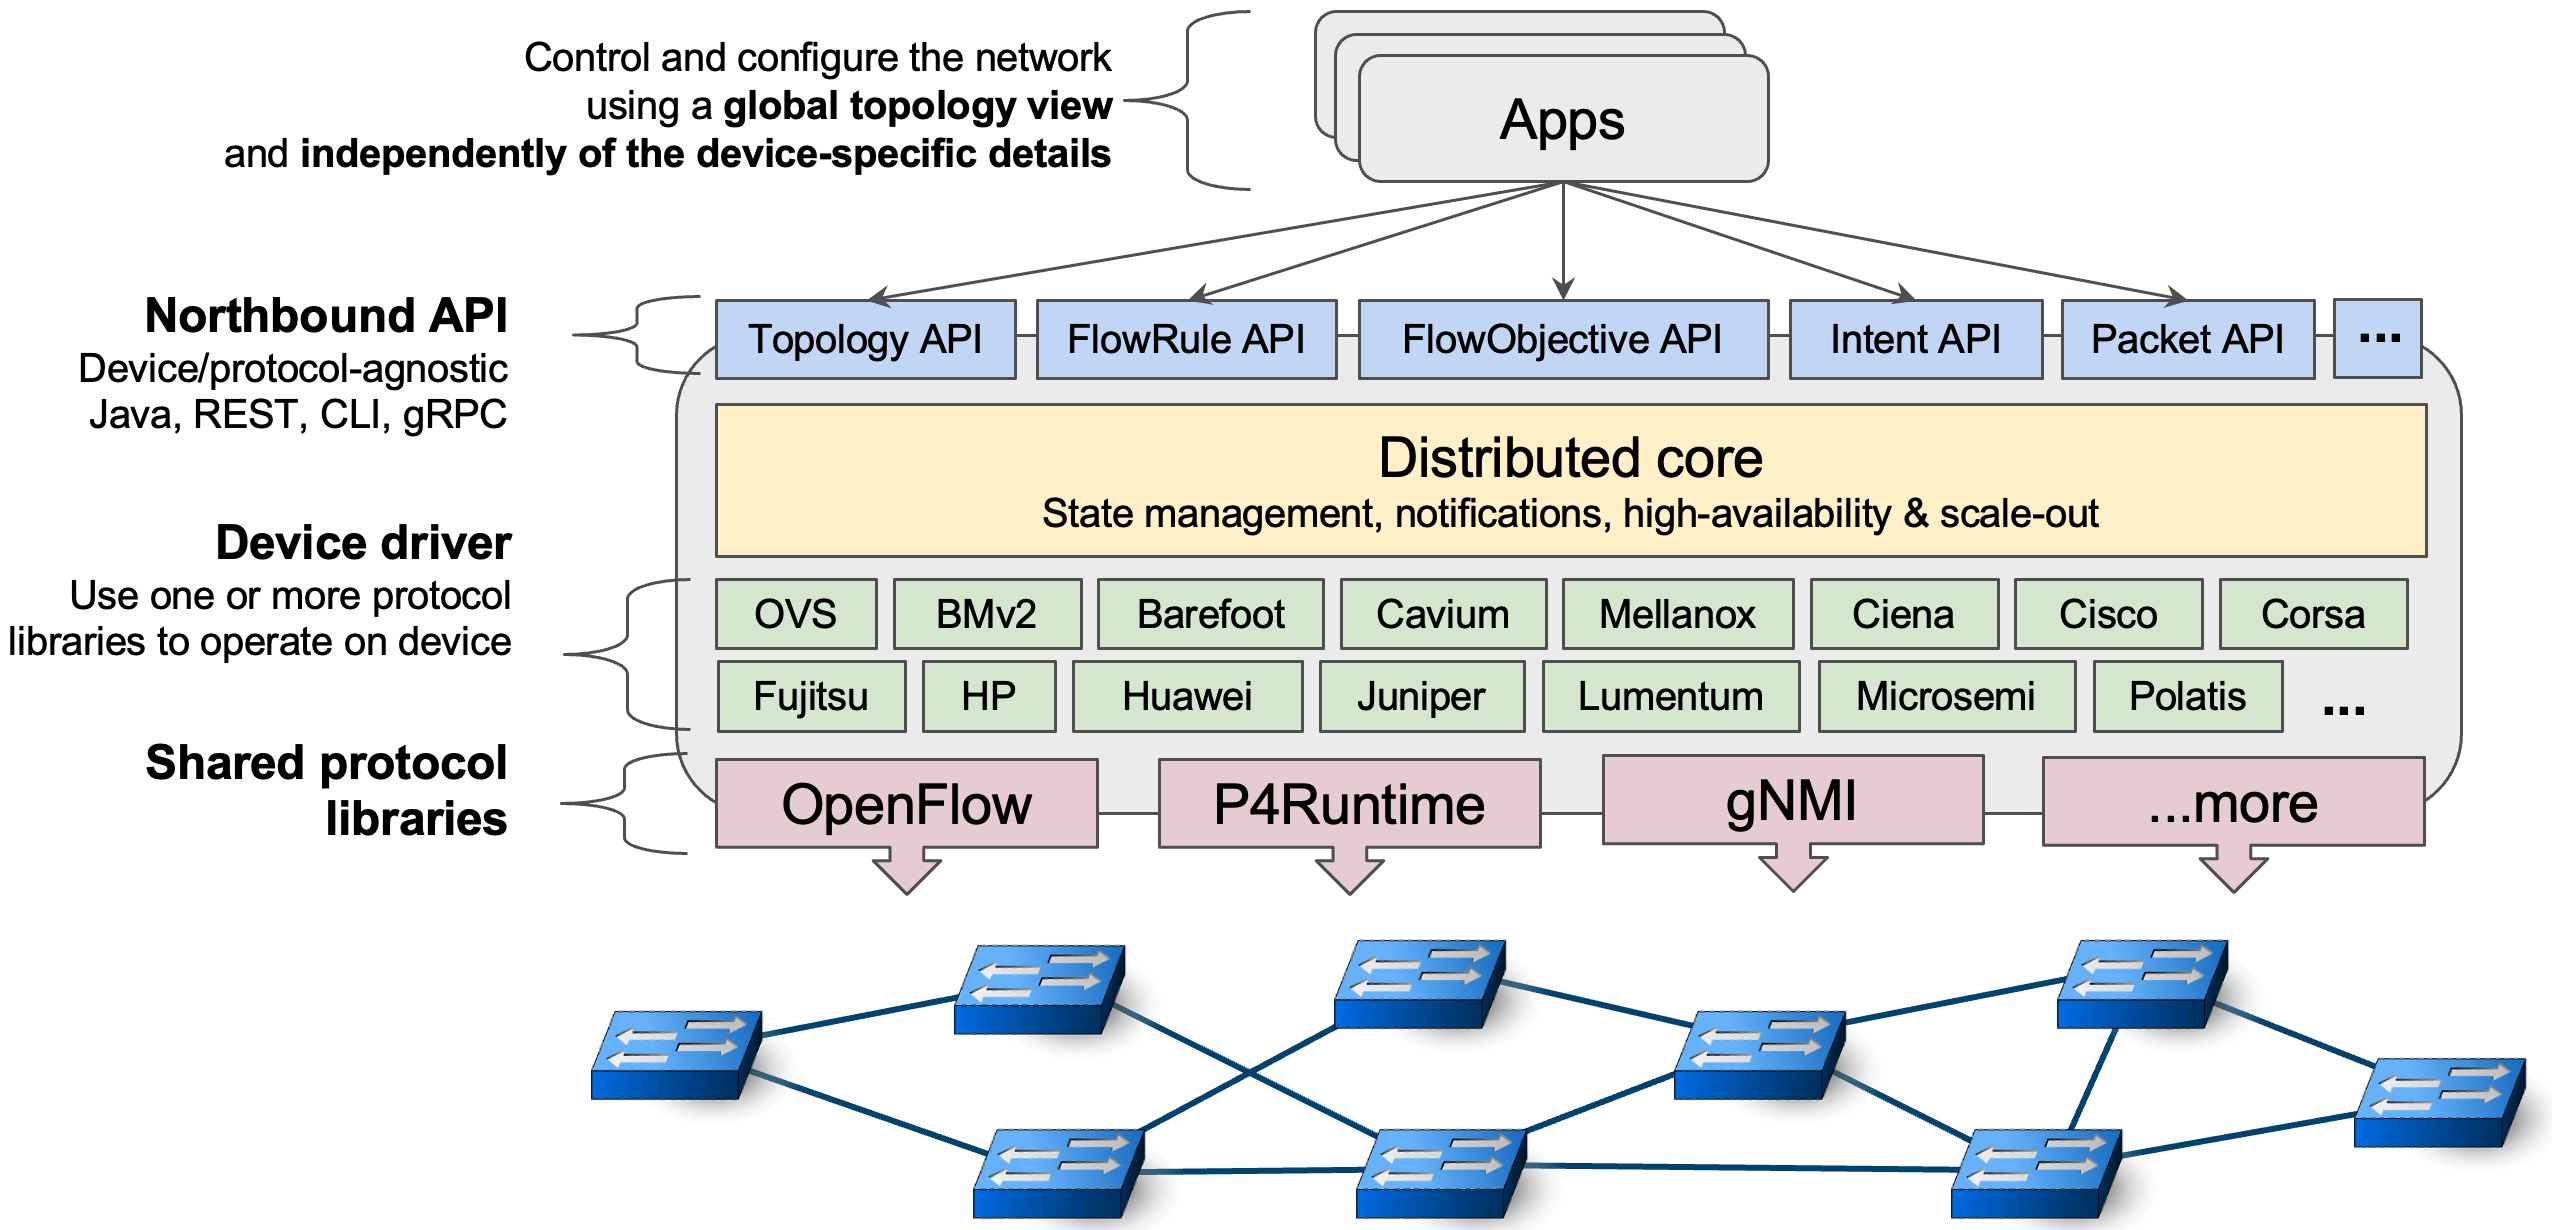 Control and configure the network
using a global topology view
and independently of the device-specific details
Apps
Northbound API
Device/protocol-agnostic
Java, REST, CLI, gRPC
Topology API
FlowRule API
FlowObjective API
Intent API
Packet API
...
Distributed core
State management, notifications, high-availability & scale-out
Device driver
Use one or more protocol
libraries to operate on device
OVS
BMv2
Barefoot
Cavium
Mellanox
Ciena
Cisco
Corsa
Fujitsu
HP
Huawei
Juniper
Lumentum
Microsemi
Polatis
...
Shared protocol
libraries
OpenFlow
P4Runtime
gNMI
...more